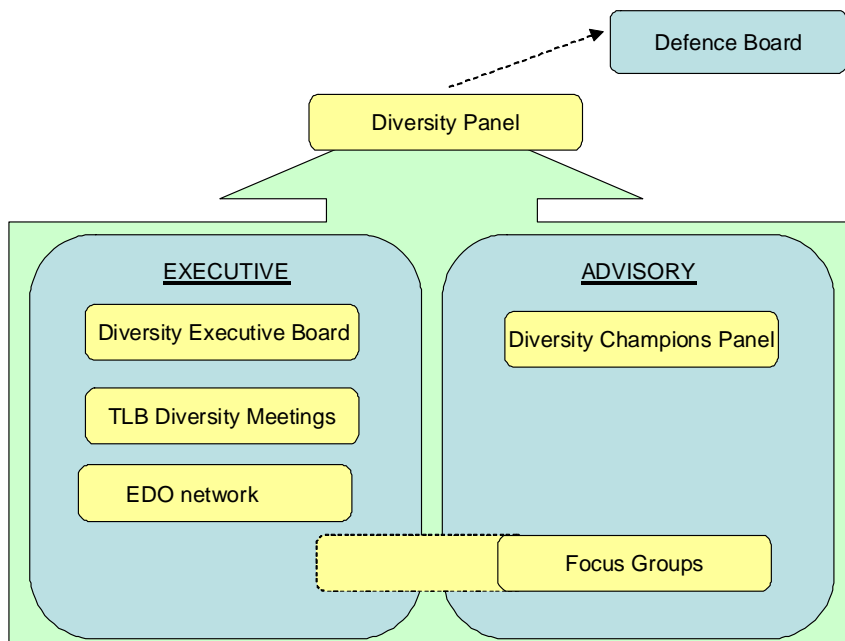 Defence Board
Diversity Panel
EXECUTIVE
Diversity Executive Board
TLB Diversity Meetings
EDO network
ADVISORY
Diversity Champions Panel
Focus Groups